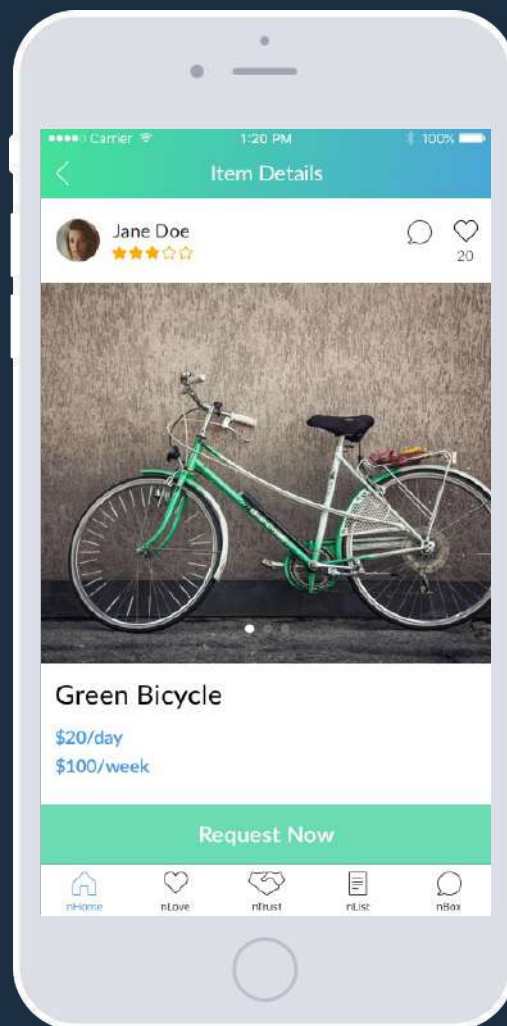 Carrier 1:20 PM 100%
Item Details
Jane Doe
20
Green Bicycle
$20/day
$100/week
Request Now
nHome nLove nTrust nList nBox